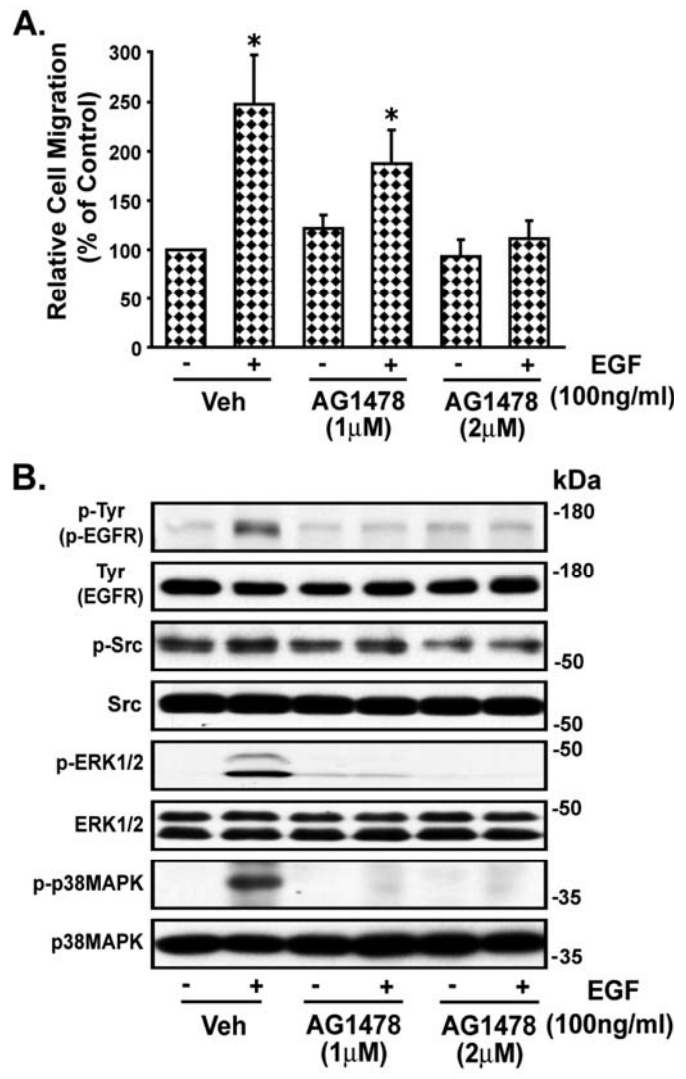 A.
Relative Cell Migration
(% of Control)
300
250
200
150
100
50
0
*
*
- + - + - + EGF
Veh AG1478 AG1478 (100ng/ml)
(1μM) (2μM)
B.
kDa
p-Tyr
(p-EGFR)
-180
Tyr
(EGFR)
-180
p-Src
-50
Src
-50
p-ERK1/2
-50
ERK1/2
-50
p-p38MAPK
-35
p38MAPK
-35
- + - + - + EGF
Veh AG1478 AG1478 (100ng/ml)
(1μM) (2μM)